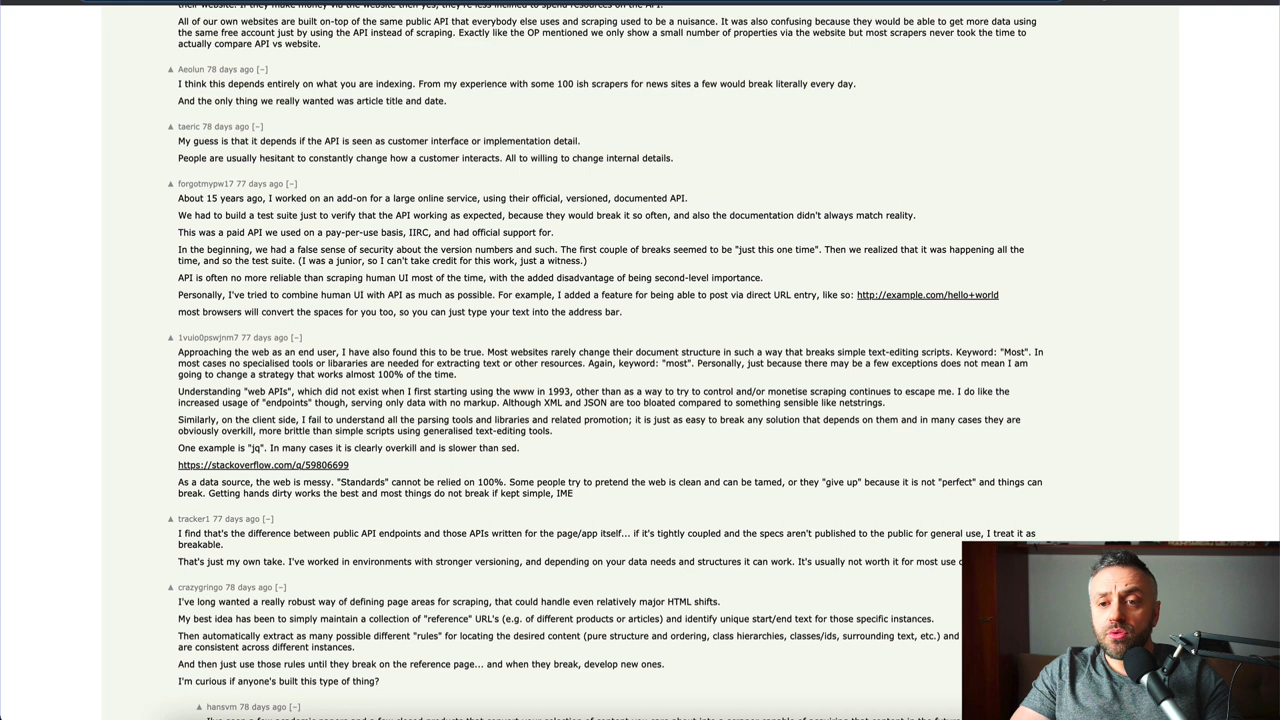 their website. If they make money via the website then yes, they're less inclined to spend resources on the API.
All of our own websites are built on-top of the same public API that everybody else uses and scraping used to be a nuisance. It was also confusing because they would be able to get more data using
the same free account just by using the API instead of scraping. Exactly like the OP mentioned we only show a small number of properties via the website but most scrapers never took the time to
actually compare API vs website.
▲ Aeolun 78 days ago [–]
I think this depends entirely on what you are indexing. From my experience with some 100 ish scrapers for news sites a few would break literally every day.
And the only thing we really wanted was article title and date.
▲ taeric 78 days ago [–]
My guess is that it depends if the API is seen as customer interface or implementation detail.
People are usually hesitant to constantly change how a customer interacts. All to willing to change internal details.
▲ forgotmypw17 77 days ago [–]
About 15 years ago, I worked on an add-on for a large online service, using their official, versioned, documented API.
We had to build a test suite just to verify that the API working as expected, because they would break it so often, and also the documentation didn't always match reality.
This was a paid API we used on a pay-per-use basis, IIRC, and had official support for.
In the beginning, we had a false sense of security about the version numbers and such. The first couple of breaks seemed to be "just this one time". Then we realized that it was happening all the
time, and so the test suite. (I was a junior, so I can't take credit for this work, just a witness.)
API is often no more reliable than scraping human UI most of the time, with the added disadvantage of being second-level importance.
Personally, I've tried to combine human UI with API as much as possible. For example, I added a feature for being able to post via direct URL entry, like so: http://example.com/hello+world
most browsers will convert the spaces for you too, so you can just type your text into the address bar.
▲ 1vuio0pswjnm7 77 days ago [–]
Approaching the web as an end user, I have also found this to be true. Most websites rarely change their document structure in such a way that breaks simple text-editing scripts. Keyword: "Most". In
most cases no specialised tools or libararies are needed for extracting text or other resources. Again, keyword: "most". Personally, just because there may be a few exceptions does not mean I am
going to change a strategy that works almost 100% of the time.
Understanding "web APIs", which did not exist when I first starting using the www in 1993, other than as a way to try to control and/or monetise scraping continues to escape me. I do like the
increased usage of "endpoints" though, serving only data with no markup. Although XML and JSON are too bloated compared to something sensible like netstrings.
Similarly, on the client side, I fail to understand all the parsing tools and libraries and related promotion; it is just as easy to break any solution that depends on them and in many cases they are
obviously overkill, more brittle than simple scripts using generalised text-editing tools.
One example is "jq". In many cases it is clearly overkill and is slower than sed.
https://stackoverflow.com/q/59806699
As a data source, the web is messy. "Standards" cannot be relied on 100%. Some people try to pretend the web is clean and can be tamed, or they "give up" because it is not "perfect" and things can
break. Getting hands dirty works the best and most things do not break if kept simple, IME
▲ tracker1 77 days ago [–]
I find that's the difference between public API endpoints and those APIs written for the page/app itself... if it's tightly coupled and the specs aren't published to the public for general use, I treat it as
breakable.
That's just my own take. I've worked in environments with stronger versioning, and depending on your data needs and structures it can work. It's usually not worth it for most use
▲ crazygringo 78 days ago [–]
I've long wanted a really robust way of defining page areas for scraping, that could handle even relatively major HTML shifts.
My best idea has been to simply maintain a collection of "reference" URL's (e.g. of different products or articles) and identify unique start/end text for those specific instances.
Then automatically extract as many possible different "rules" for locating the desired content (pure structure and ordering, class hierarchies, classes/ids, surrounding text, etc.) and
are consistent across different instances.
And then just use those rules until they break on the reference page... and when they break, develop new ones.
I'm curious if anyone's built this type of thing?
▲ hansvm 78 days ago [–]